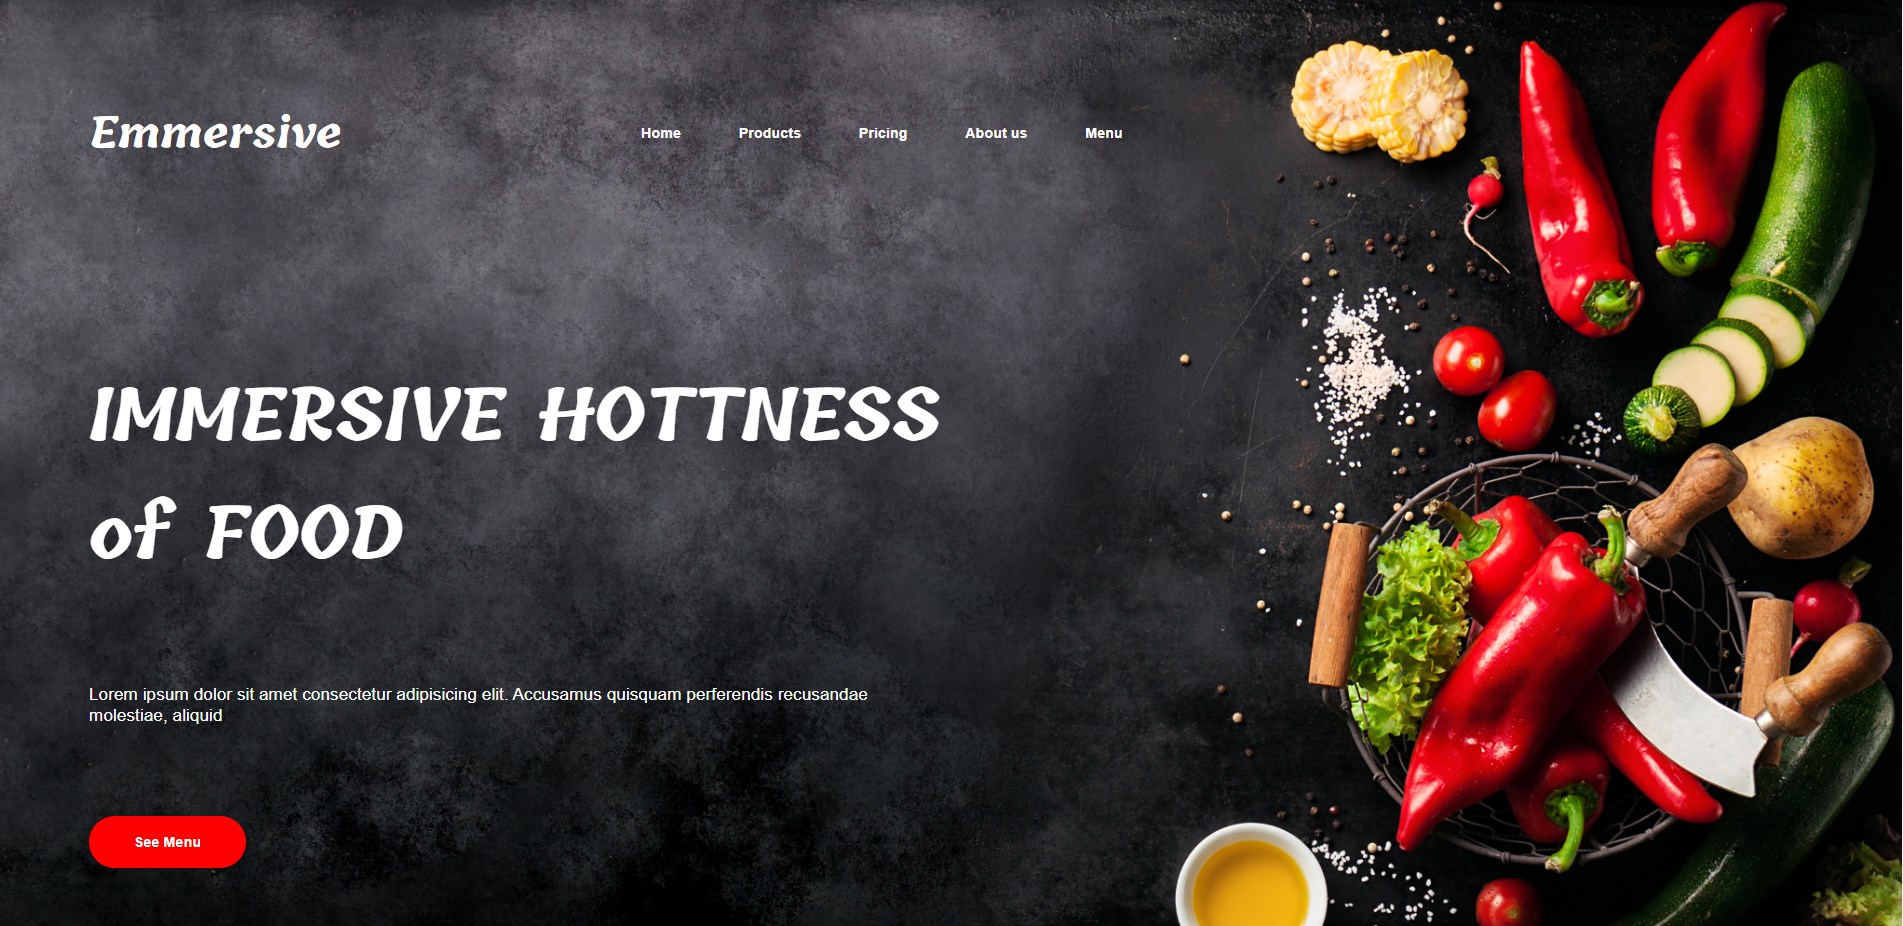 Emmersive
Home Products Pricing About us Menu
IMMERSIVE HOTTNESS
of FOOD
Lorem ipsum dolor sit amet consectetur adipisicing elit. Accusamus quisquam perferendis recusandae
molestiae, aliquid
See Menu